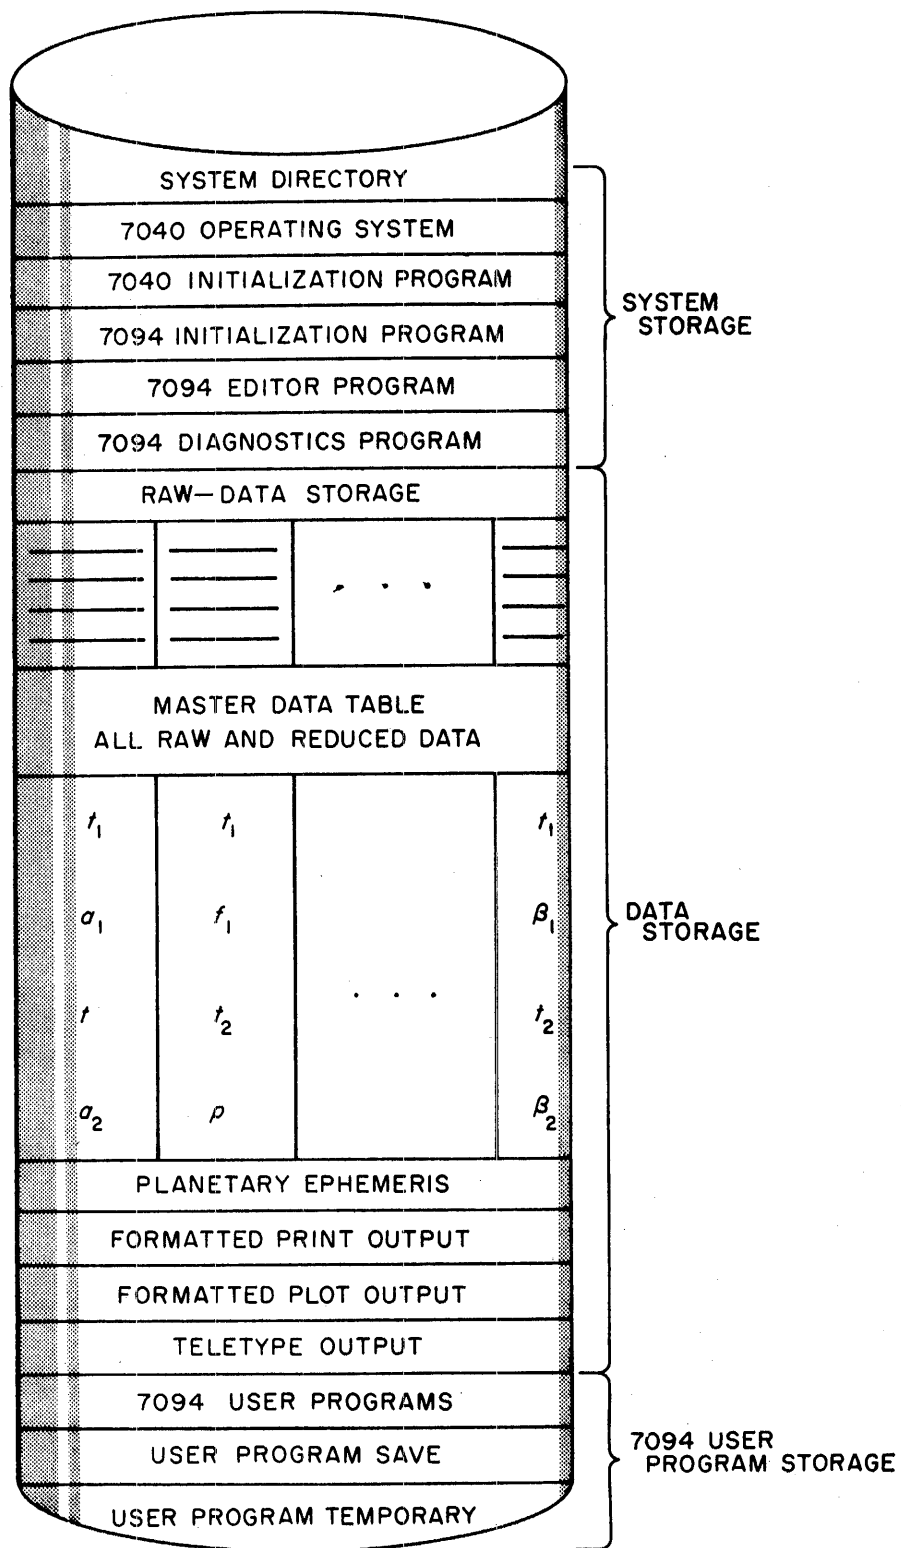 SYSTEM DIRECTORY
7040 OPERATING SYSTEM
7040 INITIALIZATION PROGRAM
7094 INITIALIZATION PROGRAM
7094 EDITOR PROGRAM
7094 DIAGNOSTICS PROGRAM
SYSTEM
STORAGE
RAW–DATA STORAGE
. . .
MASTER DATA TABLE
ALL RAW AND REDUCED DATA
t₁ t₁ t₁
α₁ f₁ β₁
. . .
t t₂ t₂
α₂ ρ β₂
DATA
STORAGE
PLANETARY EPHEMERIS
FORMATTED PRINT OUTPUT
FORMATTED PLOT OUTPUT
TELETYPE OUTPUT
7094 USER PROGRAMS
USER PROGRAM SAVE
USER PROGRAM TEMPORARY
7094 USER
PROGRAM STORAGE